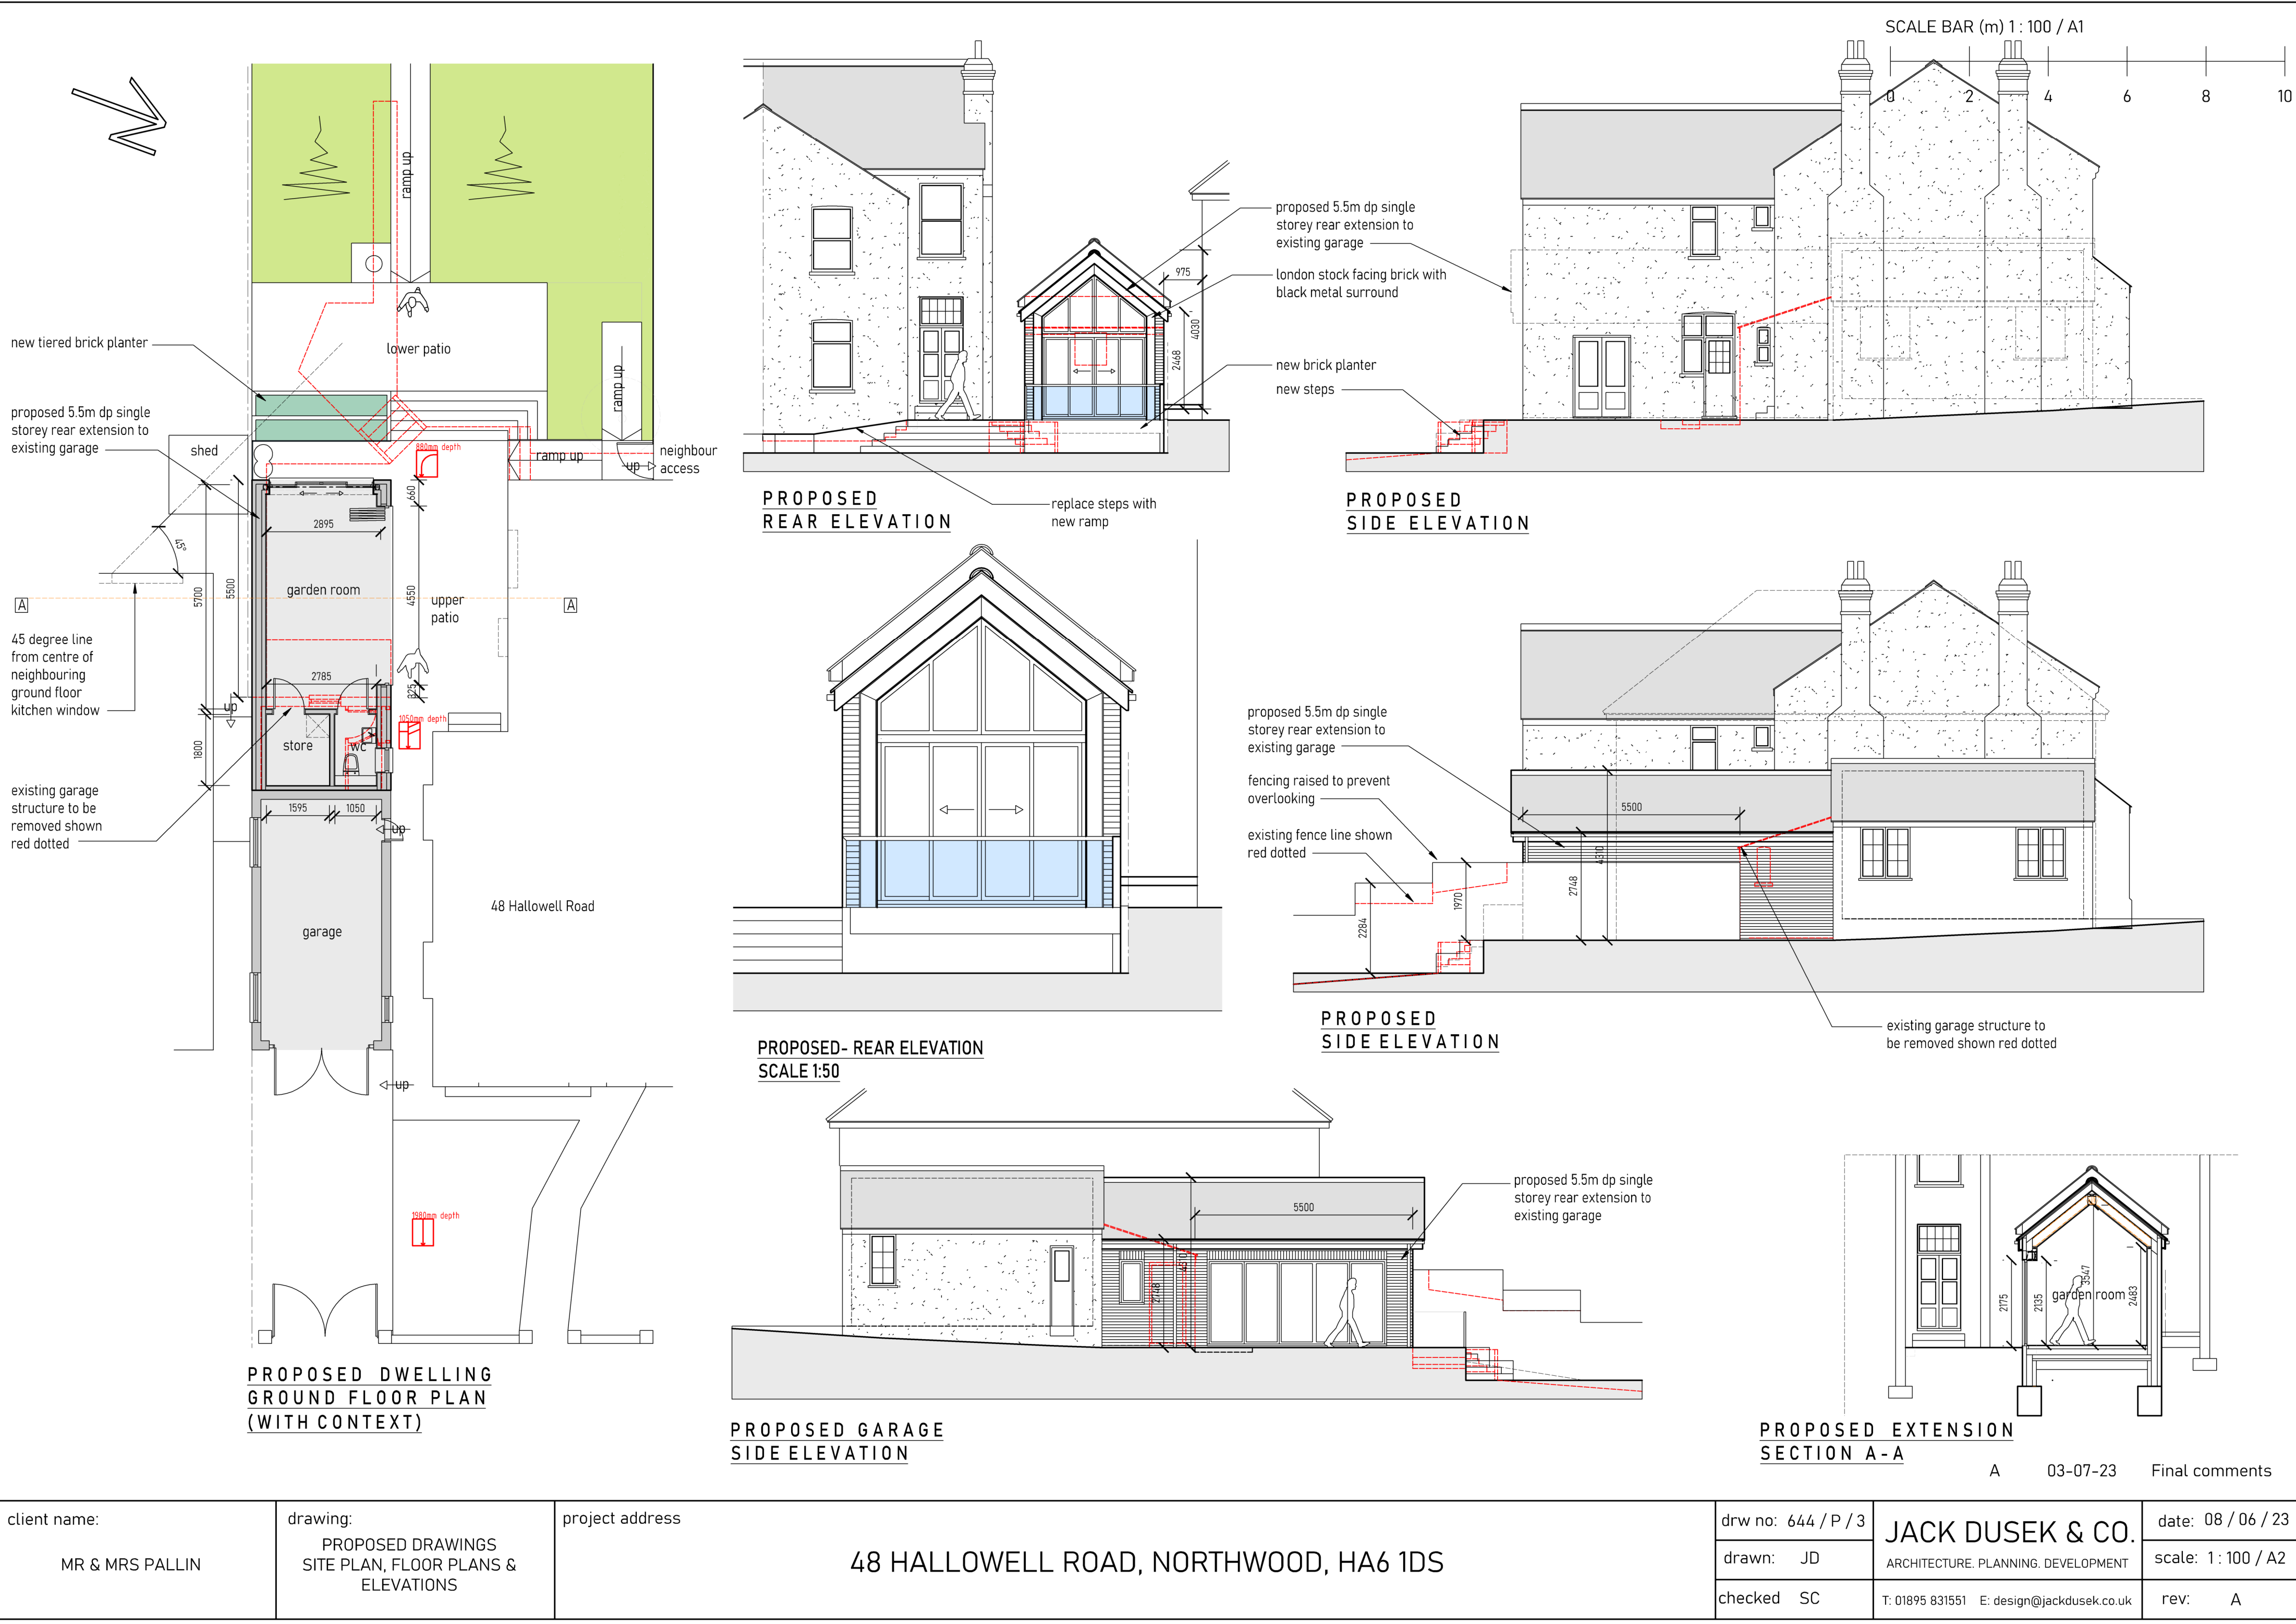 SCALE BAR (m) 1 : 100 / A1
0 2 4 6 8 10
ramp up
lower patio
ramp up
new tiered brick planter
proposed 5.5m dp single
storey rear extension to
existing garage
shed
880mm depth
ramp up
up
neighbour
access
660
2895
45°
garden room
5700
5500
4550
upper
patio
A
A
45 degree line
from centre of
neighbouring
ground floor
kitchen window
2785
825
up
1050mm depth
store
wc
1800
existing garage
structure to be
removed shown
red dotted
1595
1050
up
48 Hallowell Road
garage
up
1980mm depth
PROPOSED DWELLING
GROUND FLOOR PLAN
(WITH CONTEXT)
proposed 5.5m dp single
storey rear extension to
existing garage
975
london stock facing brick with
black metal surround
4030
2468
new brick planter
new steps
PROPOSED
REAR ELEVATION
replace steps with
new ramp
PROPOSED
SIDE ELEVATION
PROPOSED- REAR ELEVATION
SCALE 1:50
proposed 5.5m dp single
storey rear extension to
existing garage
fencing raised to prevent
overlooking
existing fence line shown
red dotted
5500
4310
2748
1970
2284
PROPOSED
SIDE ELEVATION
existing garage structure to
be removed shown red dotted
proposed 5.5m dp single
storey rear extension to
existing garage
5500
2748
PROPOSED GARAGE
SIDE ELEVATION
2175
2135
3547
2483
garden room
PROPOSED EXTENSION
SECTION A-A
A 03-07-23 Final comments
client name:
MR & MRS PALLIN
drawing:
PROPOSED DRAWINGS
SITE PLAN, FLOOR PLANS &
ELEVATIONS
project address
48 HALLOWELL ROAD, NORTHWOOD, HA6 1DS
drw no: 644 / P / 3
drawn: JD
checked SC
JACK DUSEK & CO.
ARCHITECTURE. PLANNING. DEVELOPMENT
T: 01895 831551 E: design@jackdusek.co.uk
date: 08 / 06 / 23
scale: 1 : 100 / A2
rev: A